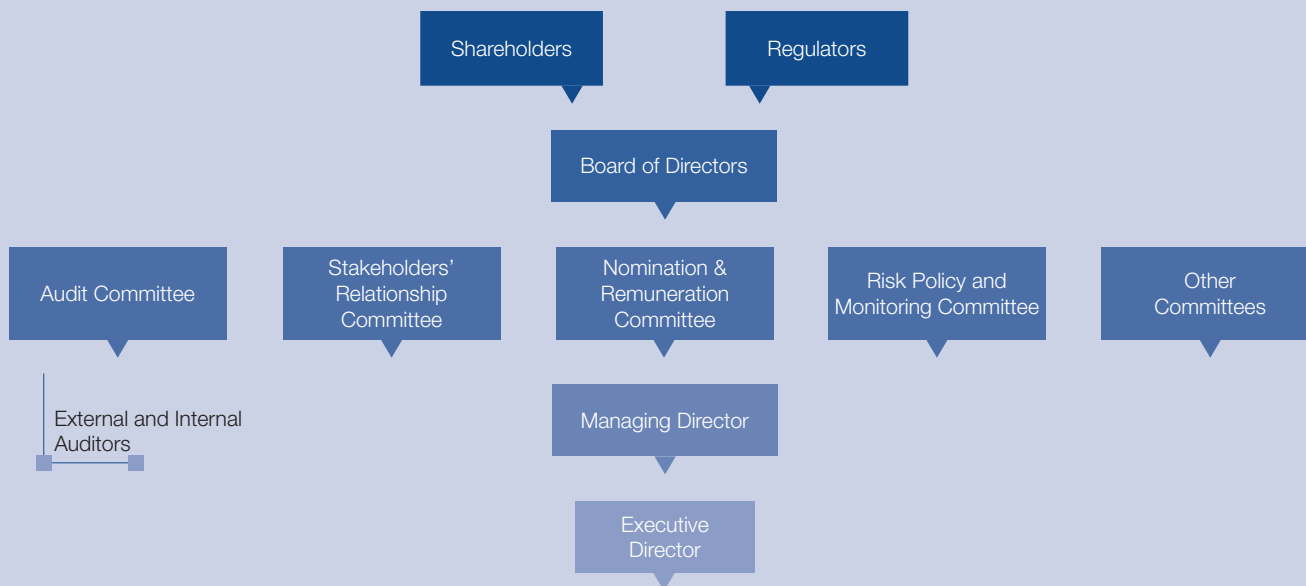 Shareholders
Regulators
Board of Directors
Audit Committee
Stakeholders’
Relationship
Committee
Nomination &
Remuneration
Committee
Risk Policy and
Monitoring Committee
Other
Committees
External and Internal
Auditors
Managing Director
Executive
Director